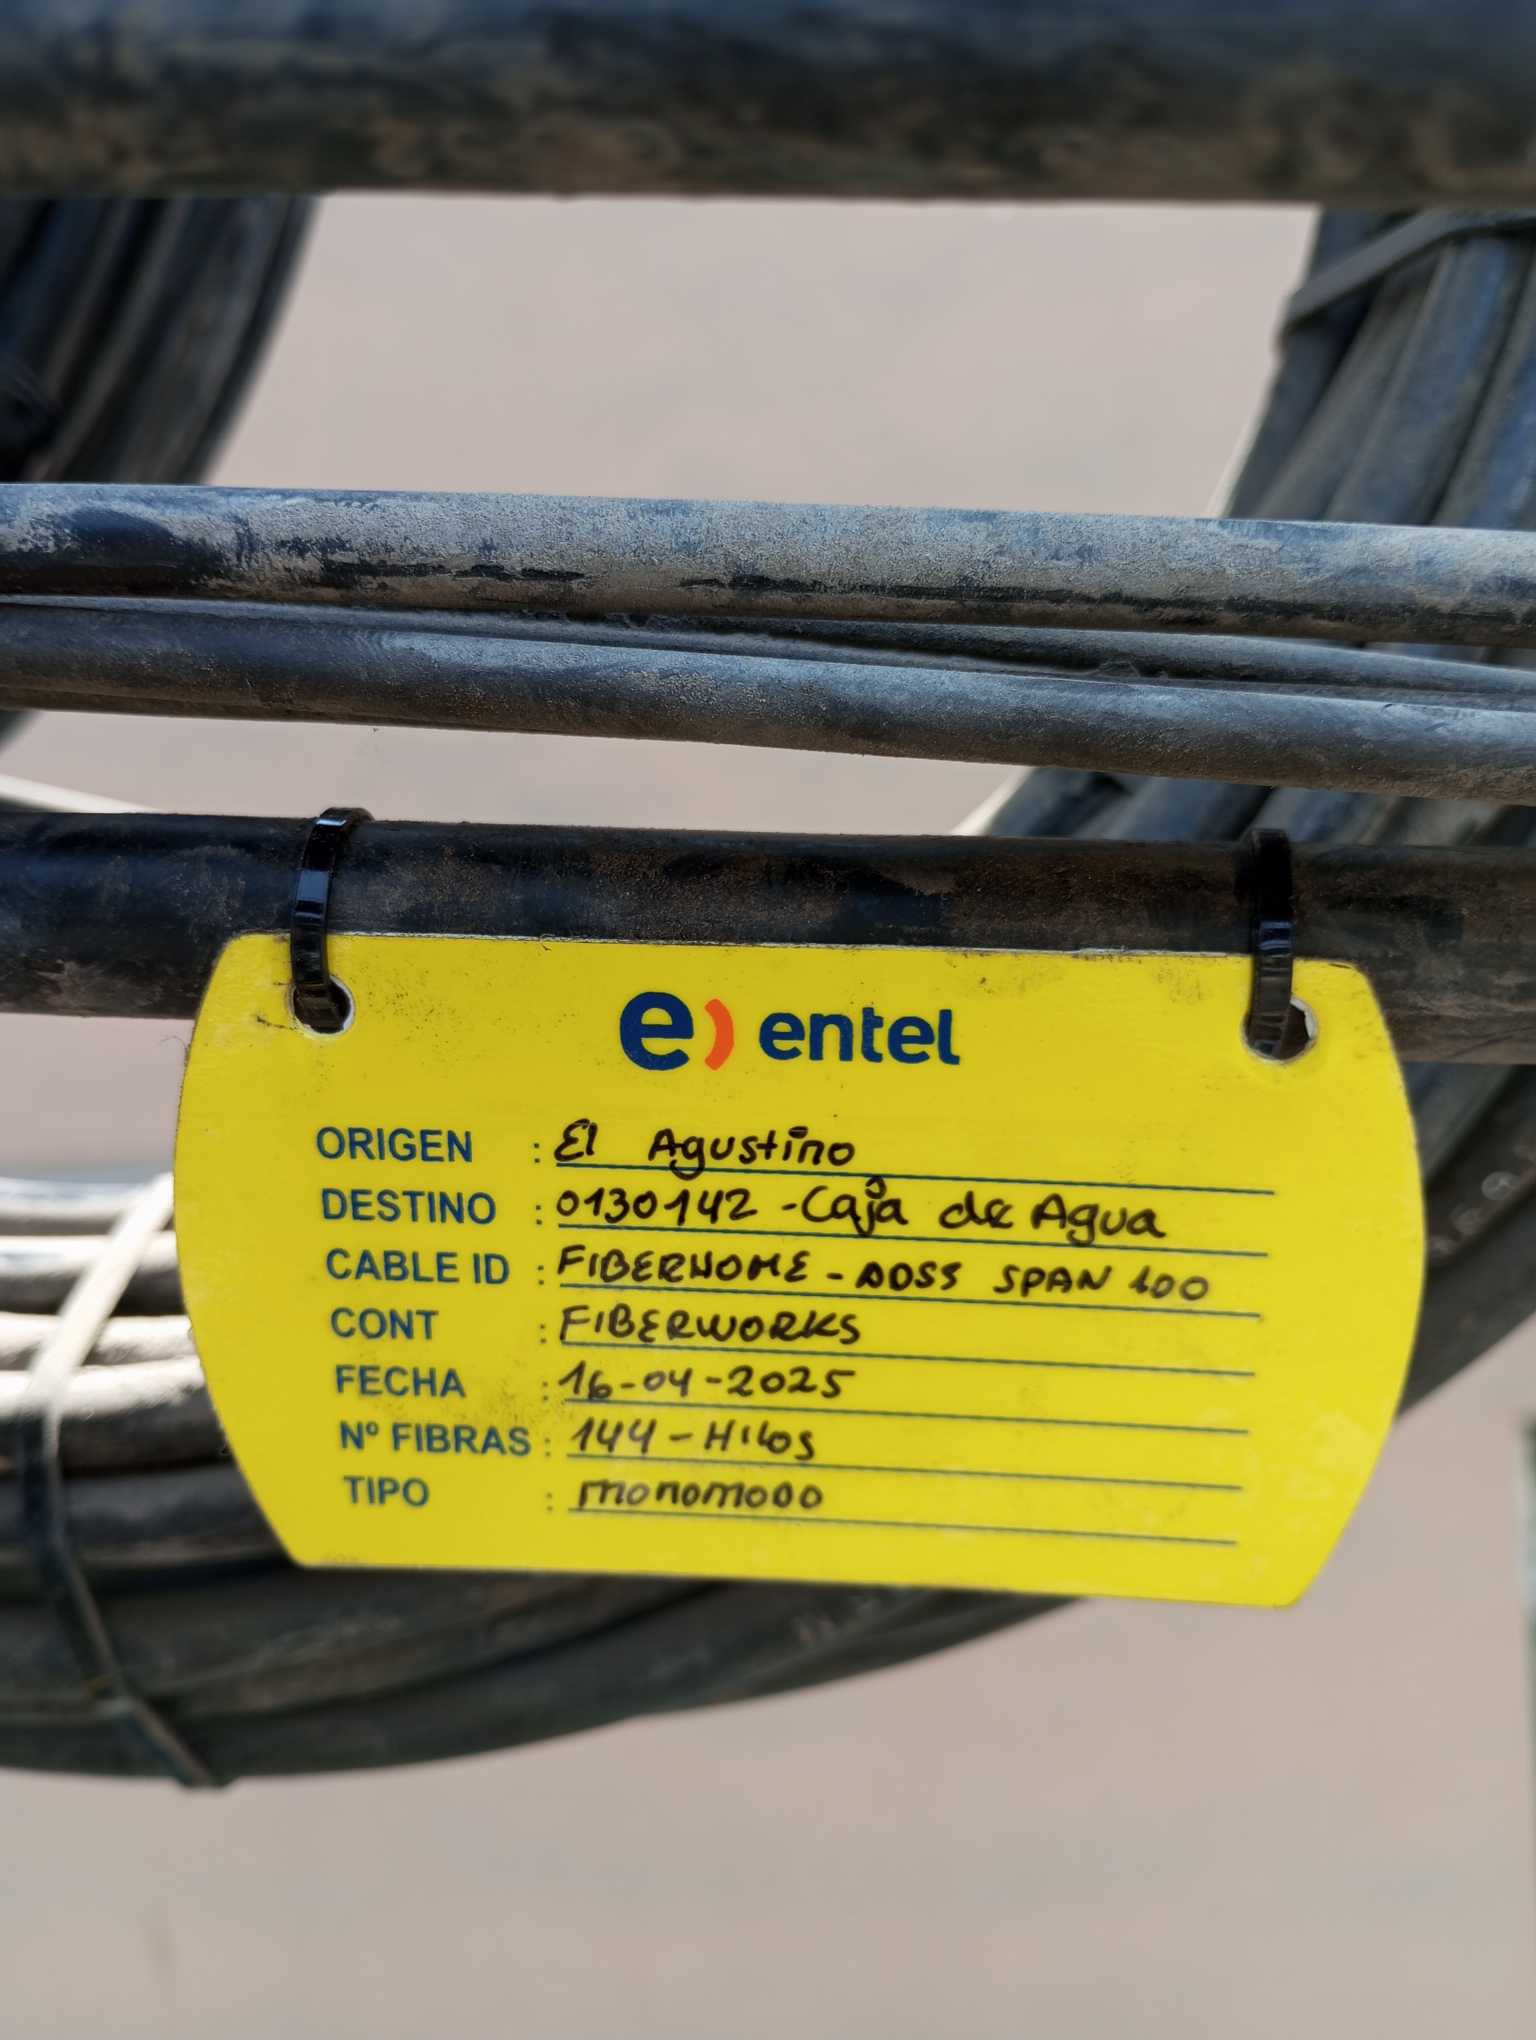 e) entel
ORIGEN : El Agustino
DESTINO : 0130142 - Caja de Agua
CABLE ID : FIBERHOME - ADSS SPAN 100
CONT : FIBERWORKS
FECHA : 16-04-2025
Nº FIBRAS : 144 - Hilos
TIPO : monomodo